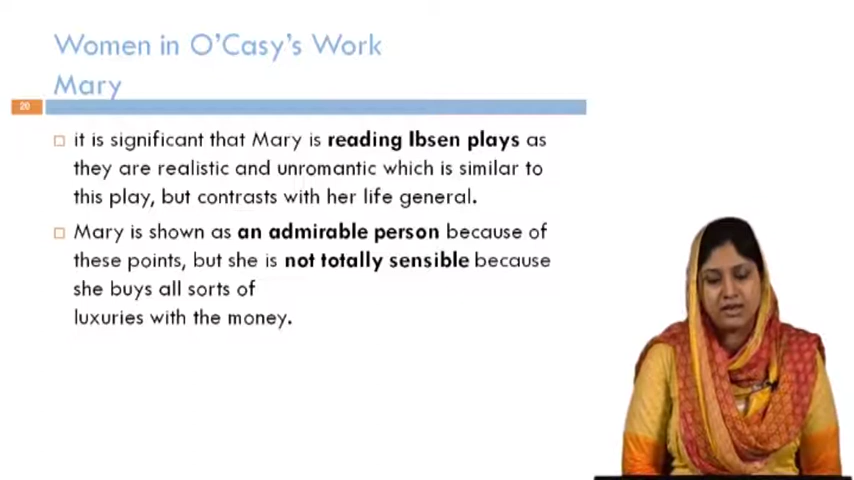 Women in O'Casy's Work
Mary
20
it is significant that Mary is reading Ibsen plays as
they are realistic and unromantic which is similar to
this play, but contrasts with her life general.
Mary is shown as an admirable person because of
these points, but she is not totally sensible because
she buys all sorts of
luxuries with the money.